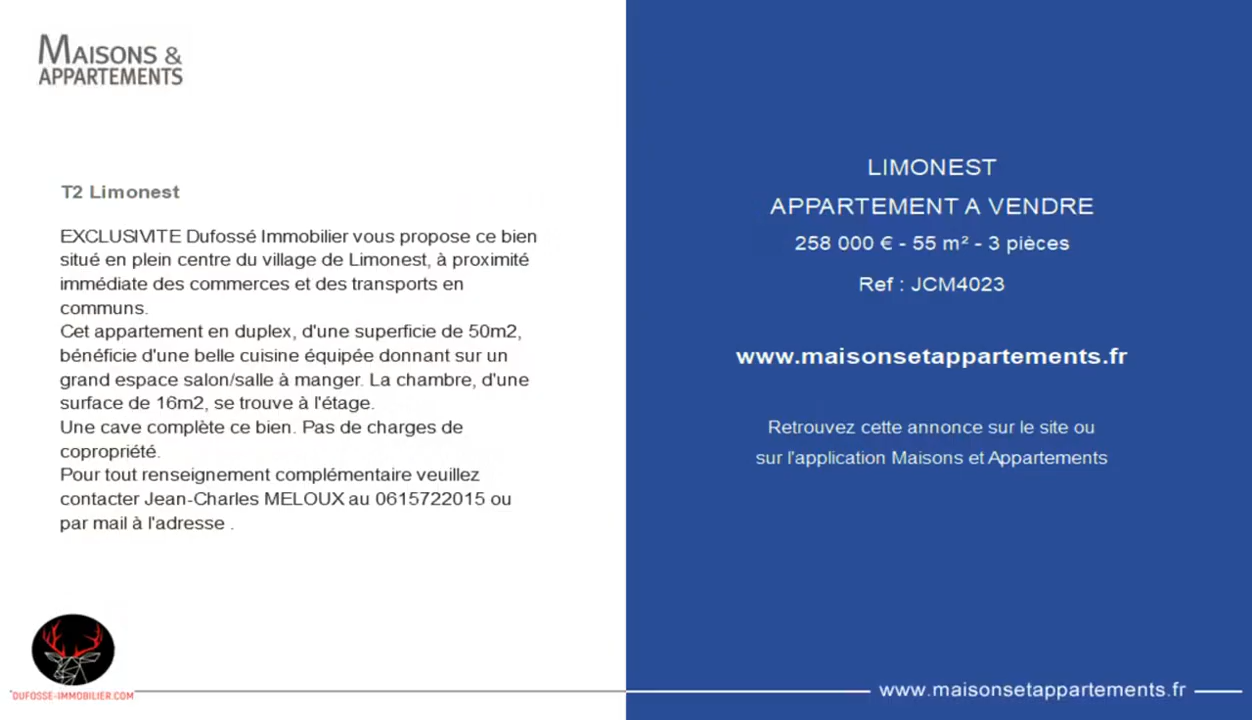 MAISONS &
APPARTEMENTS
T2 Limonest
EXCLUSIVITE Dufossé Immobilier vous propose ce bien
situé en plein centre du village de Limonest, à proximité
immédiate des commerces et des transports en
communs.
Cet appartement en duplex, d'une superficie de 50m2,
bénéficie d'une belle cuisine équipée donnant sur un
grand espace salon/salle à manger. La chambre, d'une
surface de 16m2, se trouve à l'étage.
Une cave complète ce bien. Pas de charges de
copropriété.
Pour tout renseignement complémentaire veuillez
contacter Jean-Charles MELOUX au 0615722015 ou
par mail à l'adresse .
DUFOSSE-IMMOBILIER.COM
LIMONEST
APPARTEMENT A VENDRE
258 000 € - 55 m² - 3 pièces
Ref : JCM4023
www.maisonsetappartements.fr
Retrouvez cette annonce sur le site ou
sur l'application Maisons et Appartements
www.maisonsetappartements.fr